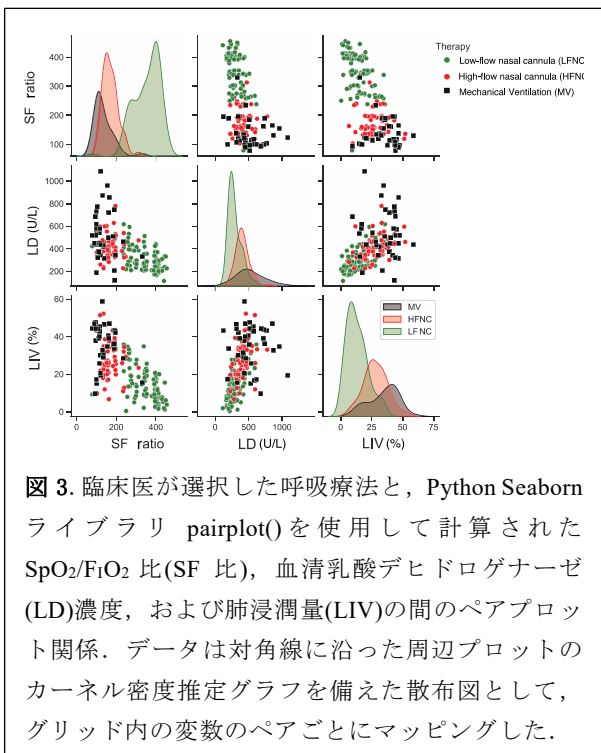 Therapy
Low-flow nasal cannula (LFNC
High-flow nasal cannula (HFNC
Mechanical Ventilation (MV)
SF ratio
400
300
200
100
LD (U/L)
1000
800
600
400
200
LIV (%)
60
40
20
0
MV
HFNC
LFNC
0 200 400
0 500 1000
0 25 50 75
SF ratio
LD (U/L)
LIV (%)
図 3. 臨床医が選択した呼吸療法と，Python Seaborn
ライブラリ pairplot()を使用して計算された
SpO₂/FIO₂ 比(SF 比)，血清乳酸デヒドロゲナーゼ
(LD)濃度，および肺浸潤量(LIV)の間のペアプロッ
ト関係．データは対角線に沿った周辺プロットの
カーネル密度推定グラフを備えた散布図として，
グリッド内の変数のペアごとにマッピングした．